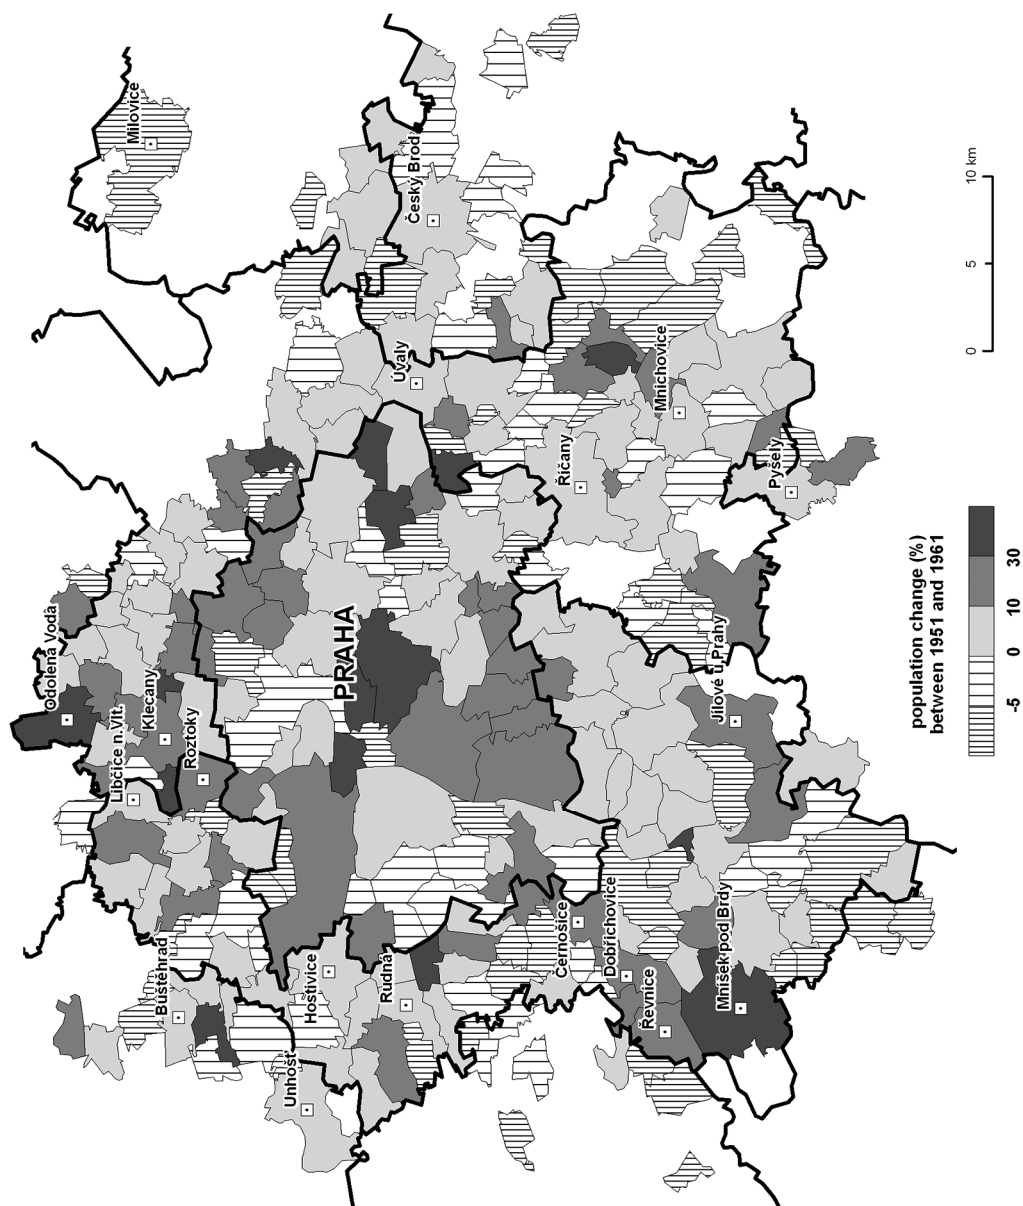 Odolená Voda
Libčice n.Vlt.
Milovice
Klecany
Buštěhrad
Roztoky
Unhošť
Hostivice
PRAHA
Rudná
Úvaly
Český Brod
Černošice
Říčany
Dobřichovice
Řevnice
Mnichovice
Jílové u Prahy
Mníšek pod Brdy
Pyšely
population change (%)
between 1951 and 1961
-5 0 10 30
0 5 10 km